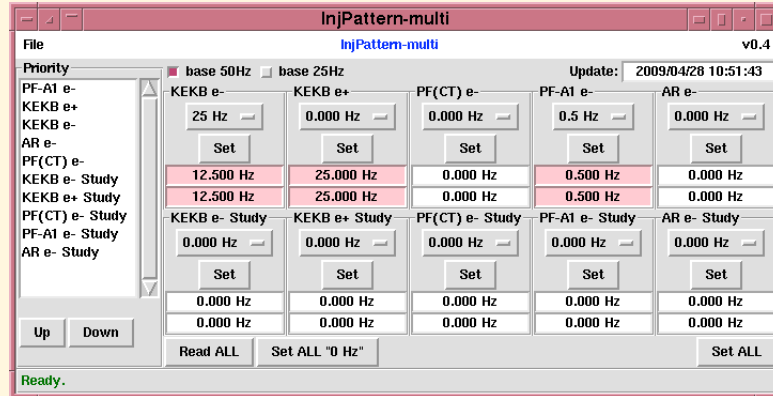 InjPattern-multi
File InjPattern-multi v0.4
Priority
PF-A1 e-
KEKB e+
KEKB e-
AR e-
PF(CT) e-
KEKB e- Study
KEKB e+ Study
PF(CT) e- Study
PF-A1 e- Study
AR e- Study
Up Down
base 50Hz base 25Hz Update: 2009/04/28 10:51:43
KEKB e- KEKB e+ PF(CT) e- PF-A1 e- AR e-
25 Hz 0.000 Hz 0.000 Hz 0.5 Hz 0.000 Hz
Set Set Set Set Set
12.500 Hz 25.000 Hz 0.000 Hz 0.500 Hz 0.000 Hz
12.500 Hz 25.000 Hz 0.000 Hz 0.500 Hz 0.000 Hz
KEKB e- Study KEKB e+ Study PF(CT) e- Study PF-A1 e- Study AR e- Study
0.000 Hz 0.000 Hz 0.000 Hz 0.000 Hz 0.000 Hz
Set Set Set Set Set
0.000 Hz 0.000 Hz 0.000 Hz 0.000 Hz 0.000 Hz
0.000 Hz 0.000 Hz 0.000 Hz 0.000 Hz 0.000 Hz
Read ALL Set ALL "0 Hz" Set ALL
Ready.